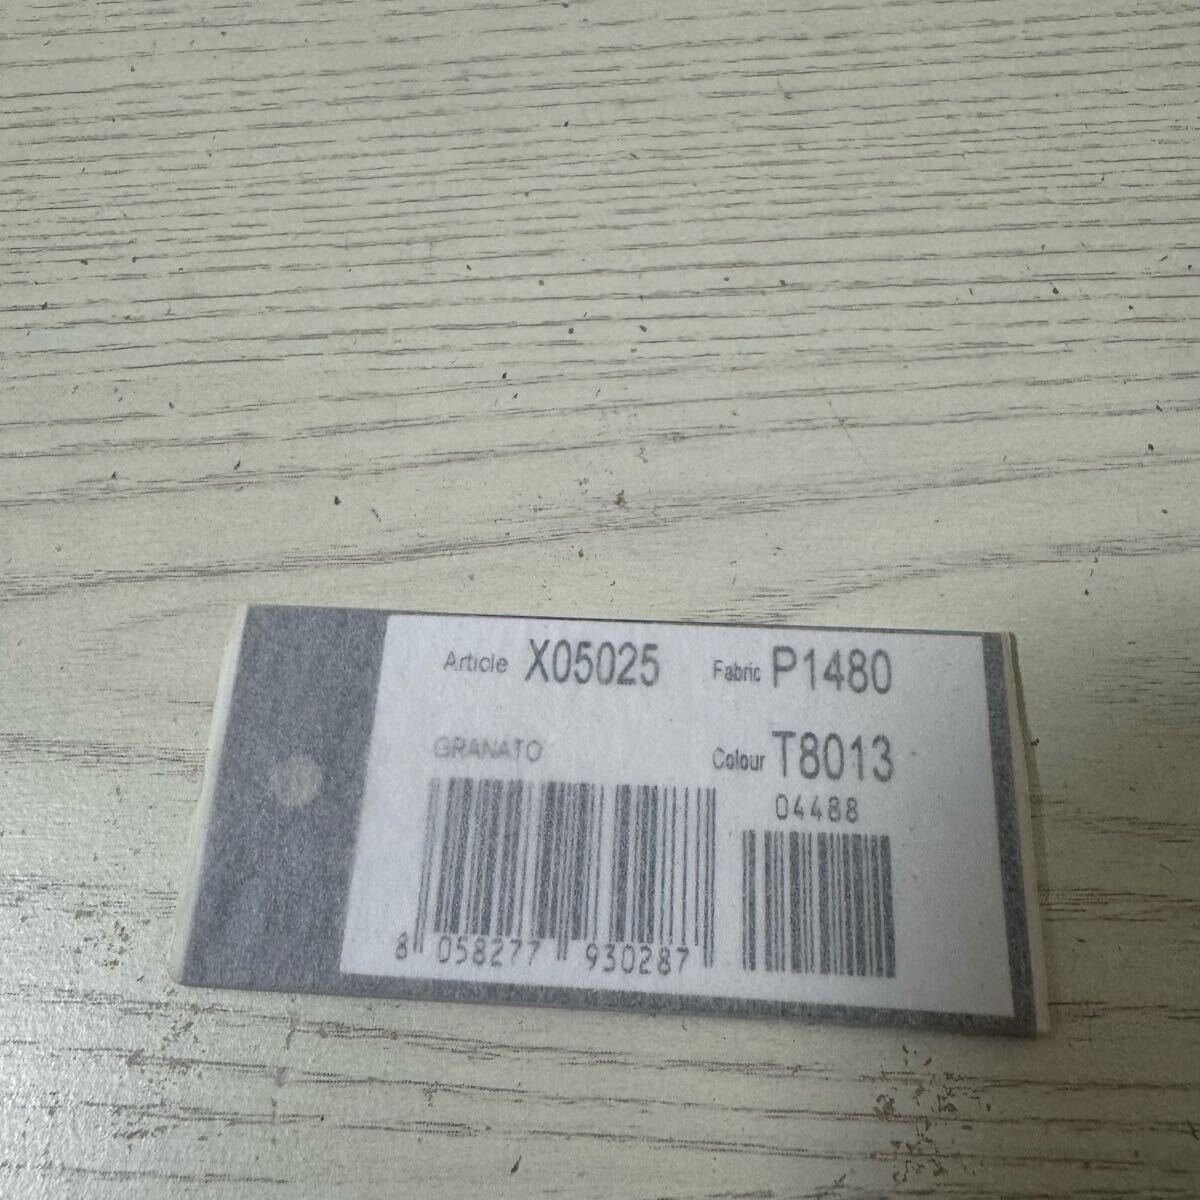 Article X05025 Fabric P1480
GRANATO Colour T8013
04488
8 058277 930287